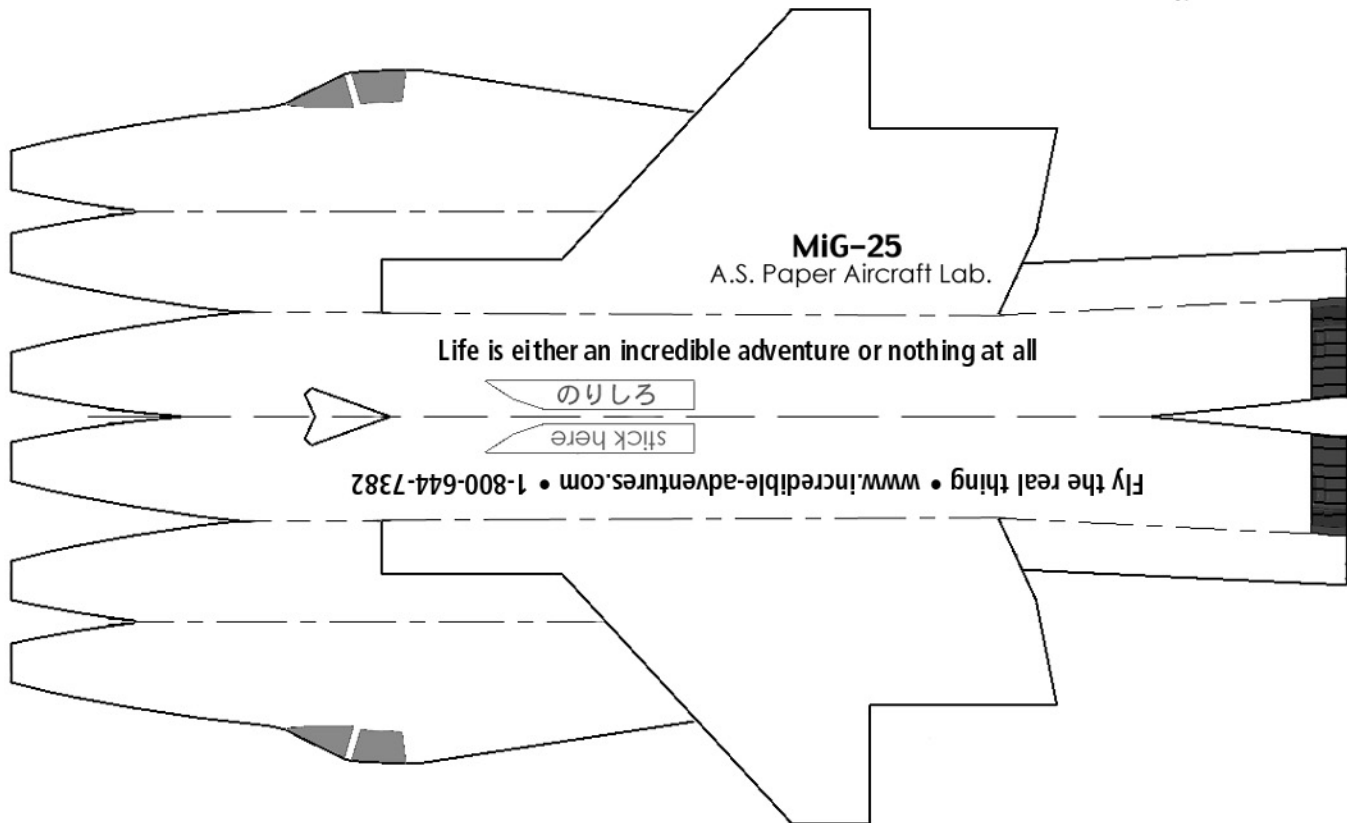 MiG-25
A.S. Paper Aircraft Lab.
Life is either an incredible adventure or nothing at all
のりしろ
stick here
Fly the real thing • www.incredible-adventures.com • 1-800-644-7382